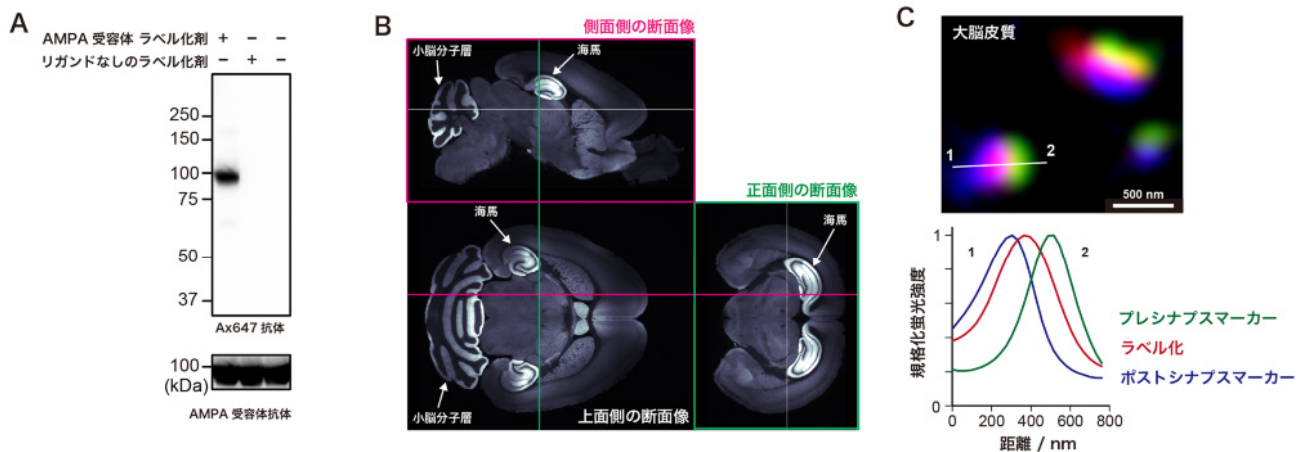 A
AMPA 受容体 ラベル化剤 + − −
リガンドなしのラベル化剤 − + −
250
150
100
75
50
37
Ax647 抗体
100
(kDa)
AMPA 受容体抗体
B
側面側の断面像
小脳分子層
海馬
正面側の断面像
海馬
海馬
小脳分子層
上面側の断面像
C
大脳皮質
1
2
500 nm
規格化蛍光強度
1
0
1
2
0 200 400 600 800
距離 / nm
プレシナプスマーカー
ラベル化
ポストシナプスマーカー